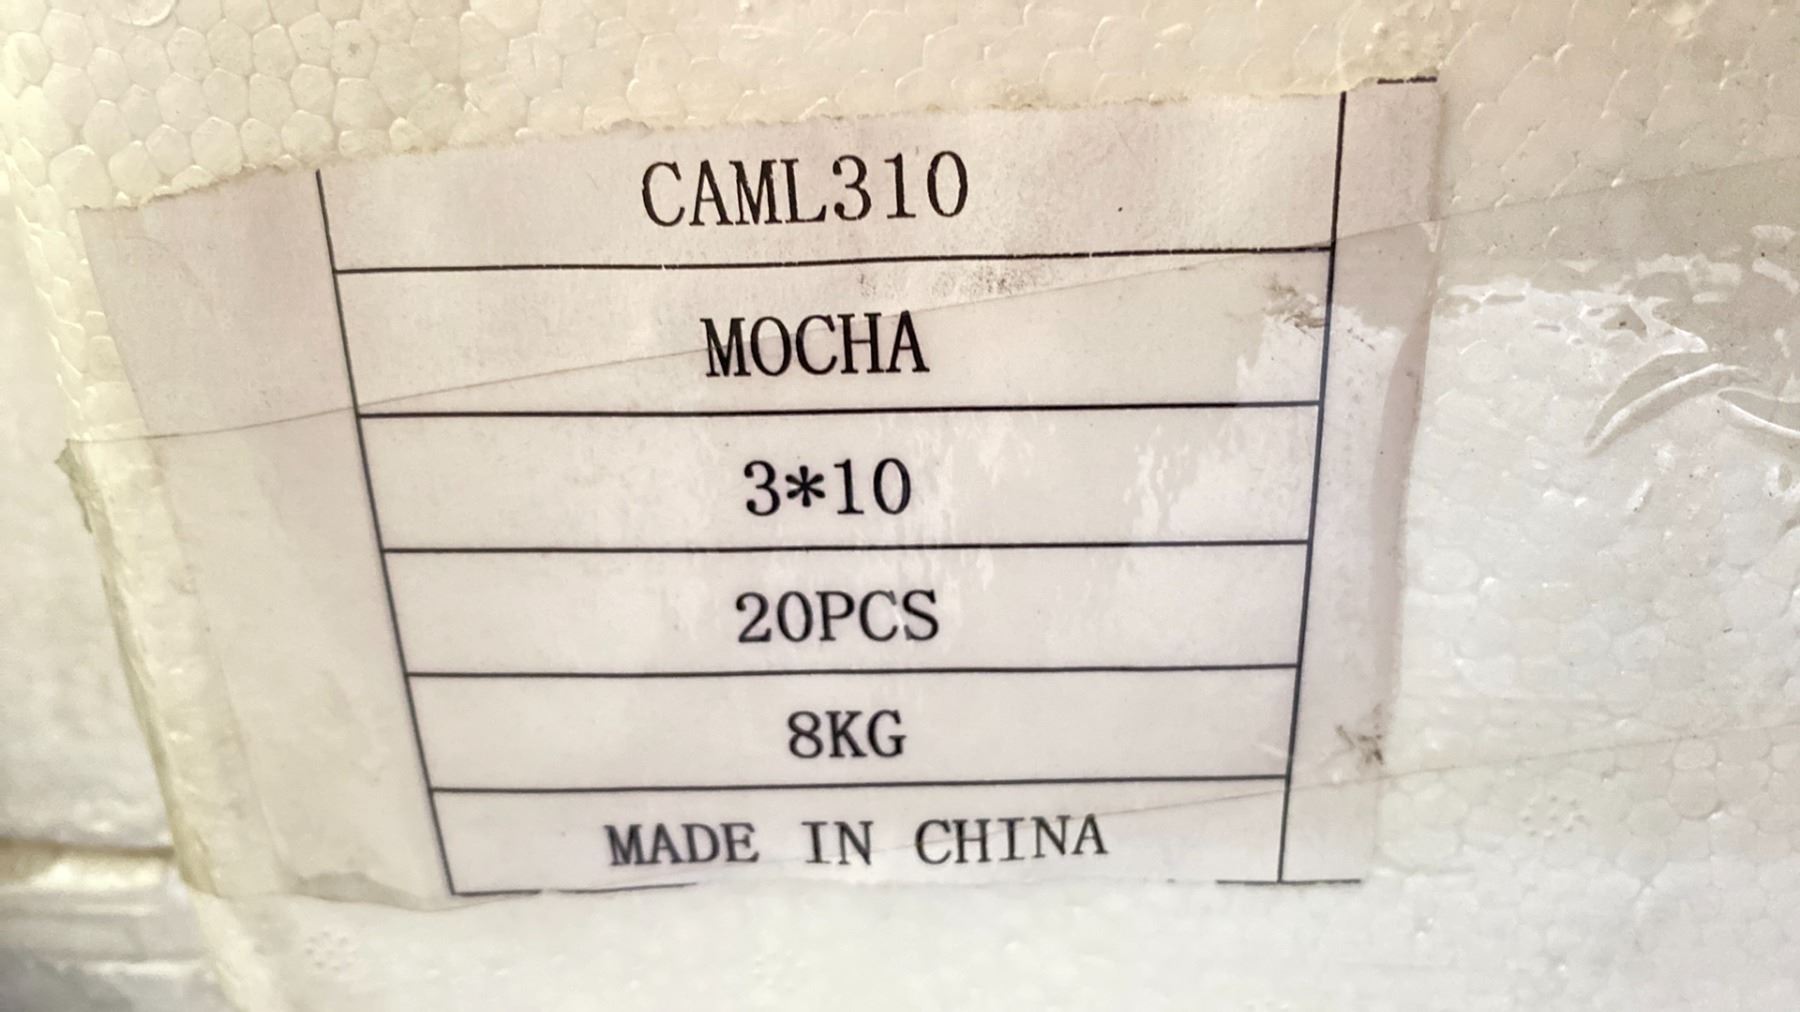 CAML310
MOCHA
3*10
20PCS
8KG
MADE IN CHINA